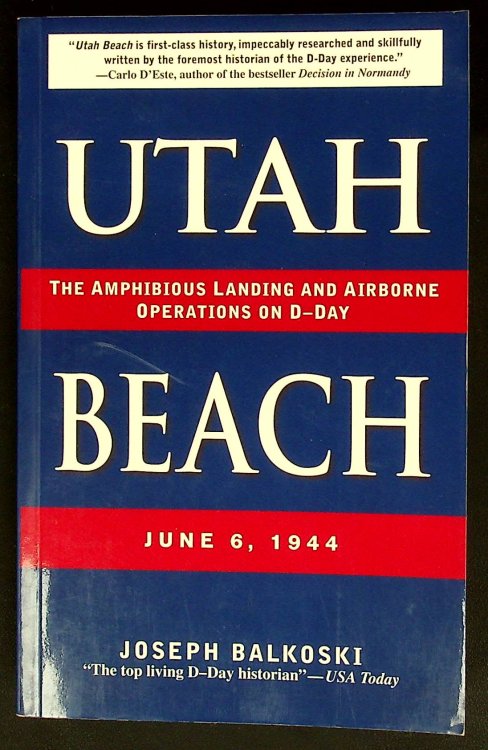 “Utah Beach is first-class history, impeccably researched and skillfully
written by the foremost historian of the D-Day experience.”
—Carlo D’Este, author of the bestseller Decision in Normandy
UTAH
THE AMPHIBIOUS LANDING AND AIRBORNE
OPERATIONS ON D–DAY
BEACH
JUNE 6, 1944
JOSEPH BALKOSKI
“The top living D–Day historian”—USA Today